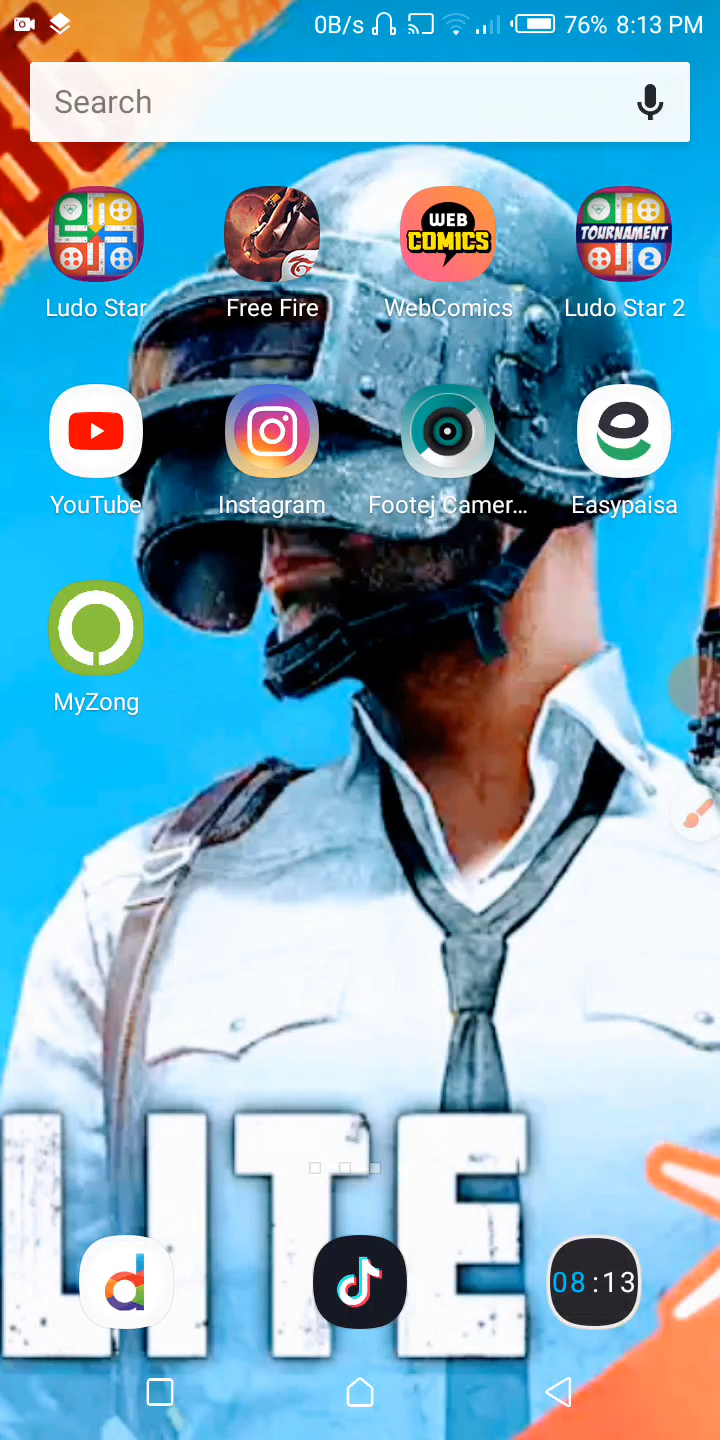 0B/s 76% 8:13 PM
Search
WEB
COMICS
TOURNAMENT
2
Ludo Star
Free Fire
WebComics
Ludo Star 2
YouTube
Instagram
Footej Camer...
Easypaisa
MyZong
LITE
08:13